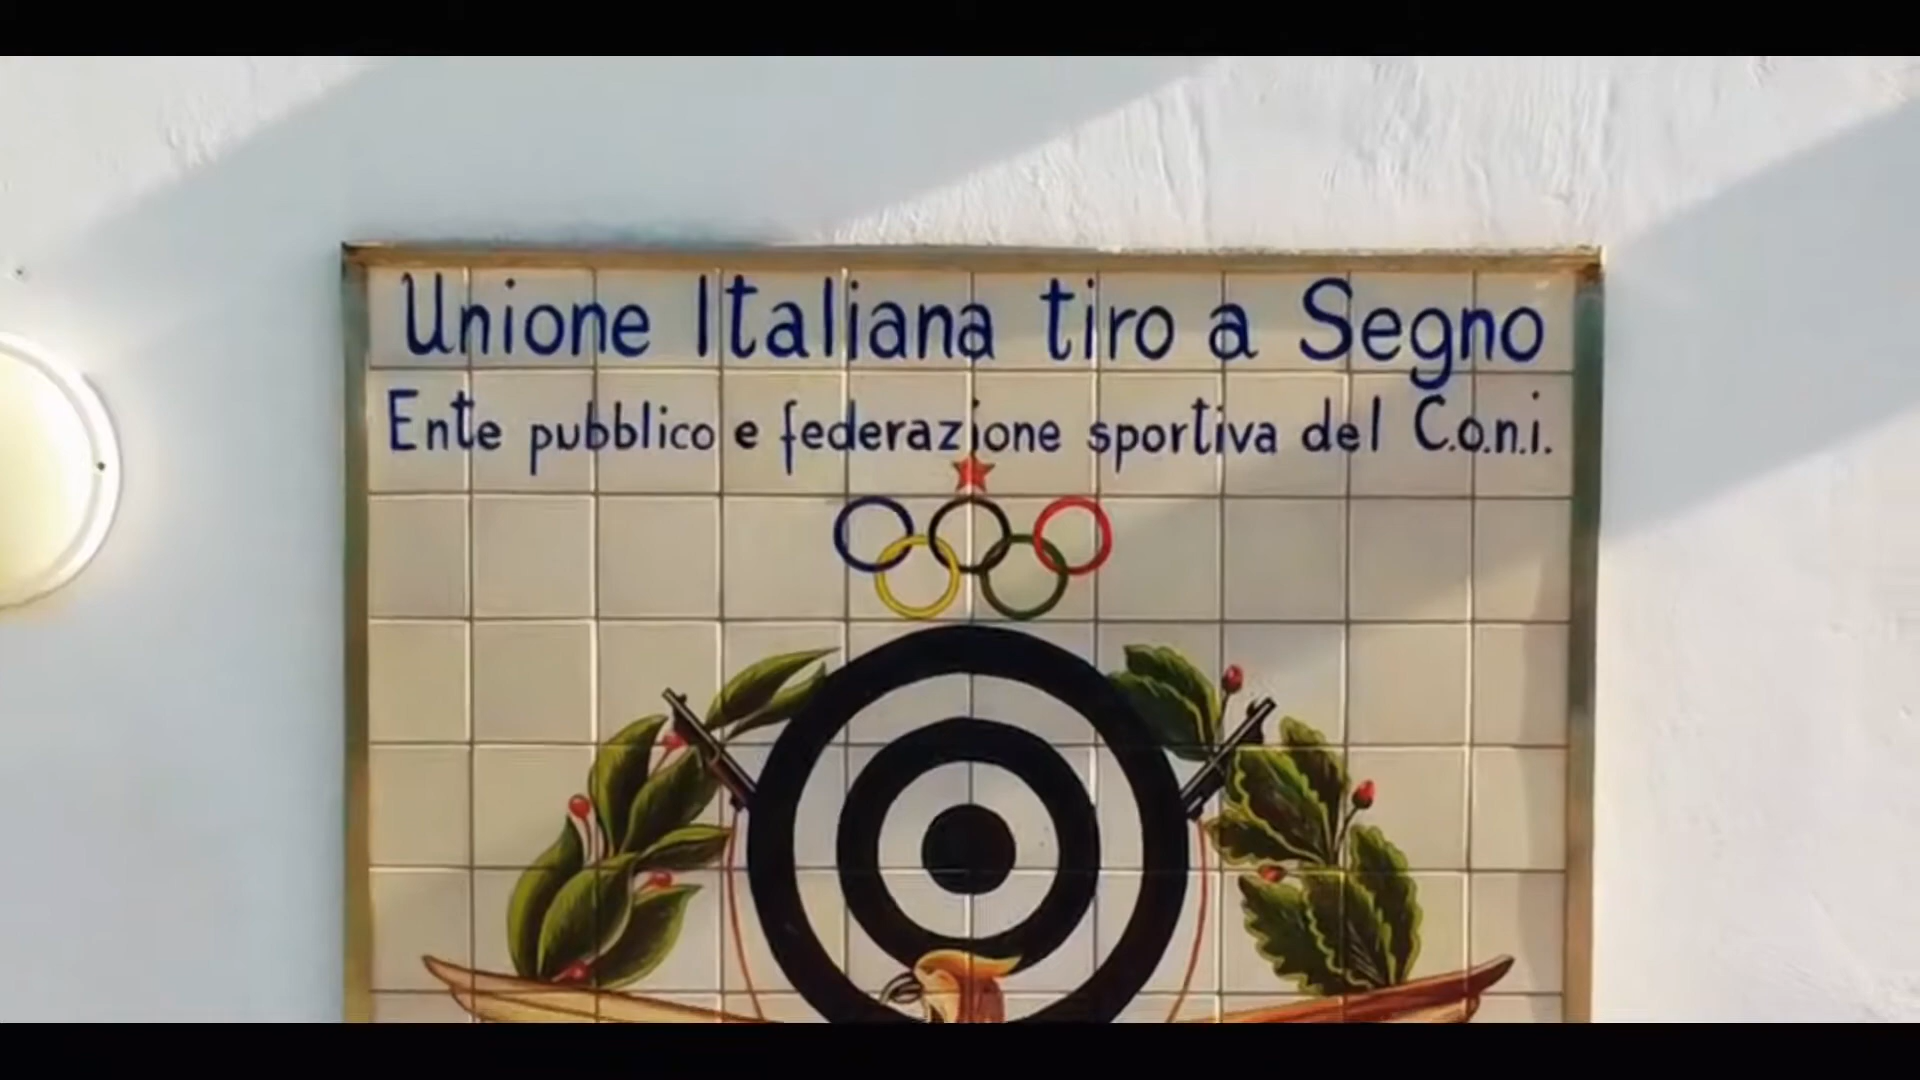 Unione Italiana tiro a Segno
Ente pubblico e federazione sportiva del C.o.n.i.